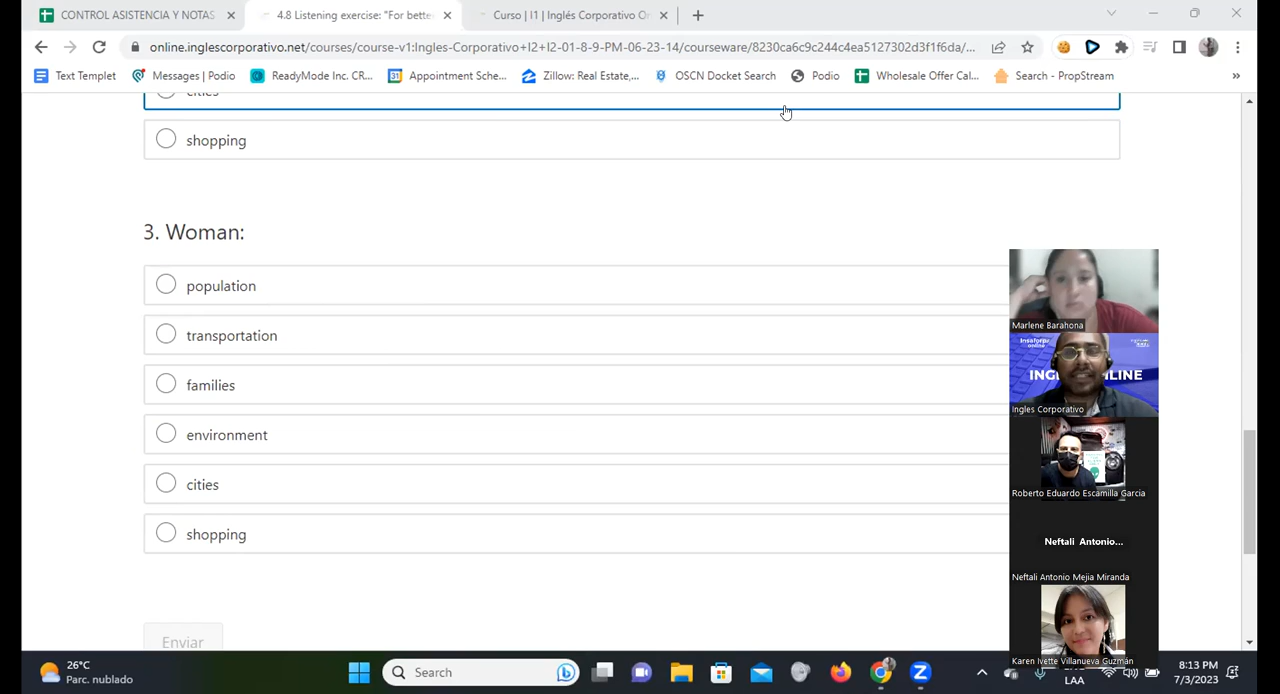 CONTROL ASISTENCIA Y NOTAS
4.8 Listening exercise: "For bette
Curso | I1 | Inglés Corporativo On
online.inglescorporativo.net/courses/course-v1:Ingles-Corporativo+I2+I2-01-8-9-PM-06-23-14/courseware/8230ca6c9c244c4ea5127302d3f1f6da/...
Text Templet
Messages | Podio
ReadyMode Inc. CR...
Appointment Sche...
Zillow: Real Estate,...
OSCN Docket Search
Podio
Wholesale Offer Cal...
Search - PropStream
cities
shopping
3. Woman:
population
transportation
families
environment
cities
shopping
Enviar
Marlene Barahona
Ingles Corporativo
Roberto Eduardo Escamilla Garcia
Neftali Antonio...
Neftali Antonio Mejia Miranda
Karen Ivette Villanueva Guzmán
26°C
Parc. nublado
Search
LAA
8:13 PM
7/3/2023